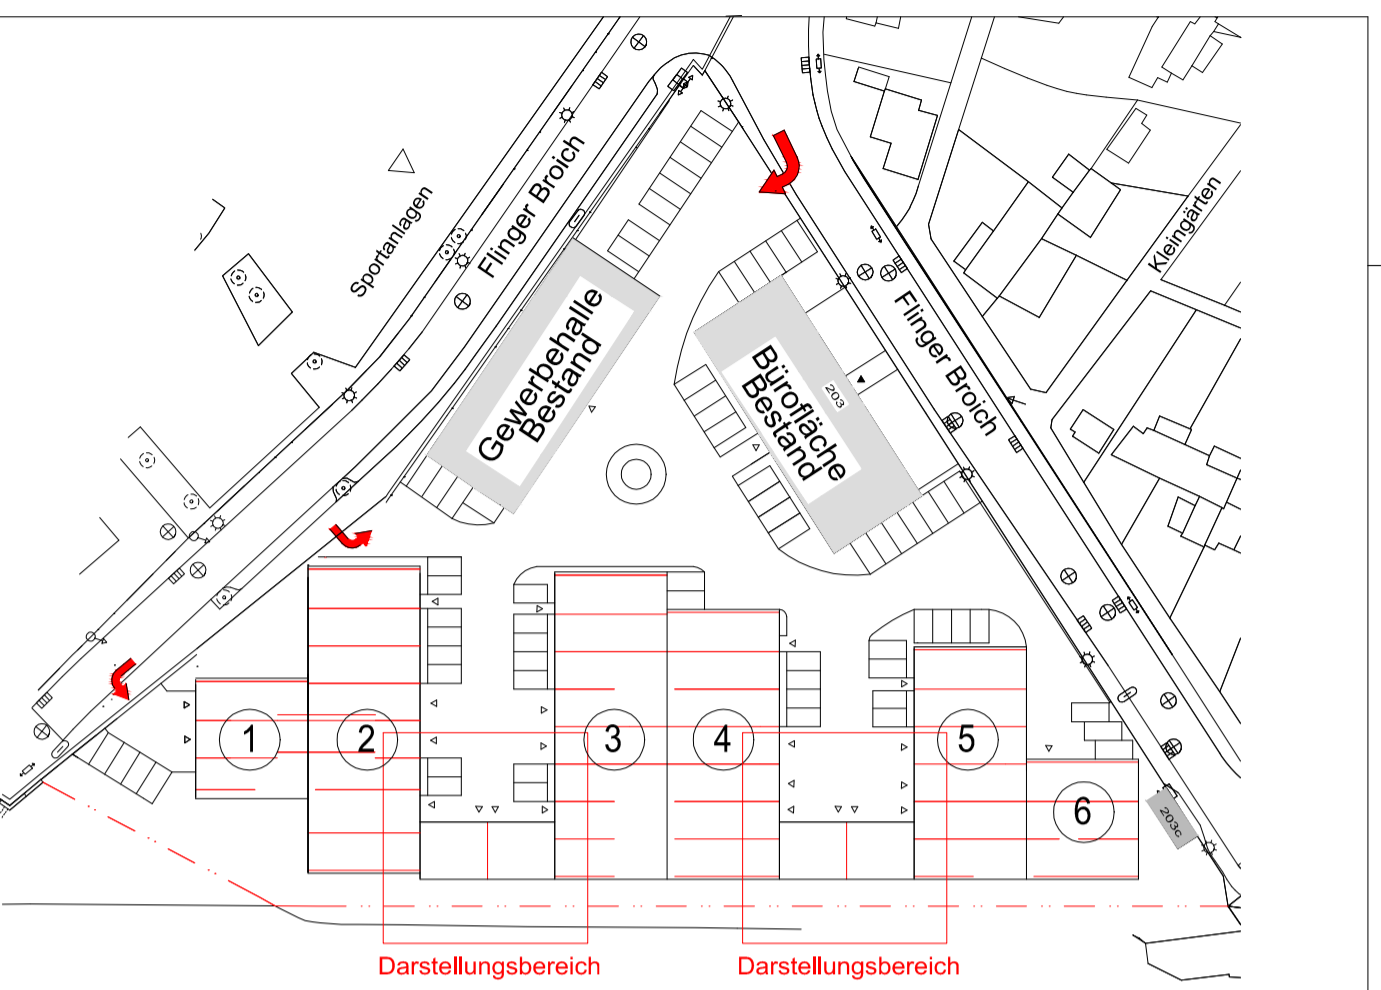 Flinger Broich
Sportanlagen
Kleingärten
Gewerbehalle
Bestand
Bürofläche
Bestand
203
Flinger Broich
1
2
3
4
5
6
203c
Darstellungsbereich
Darstellungsbereich